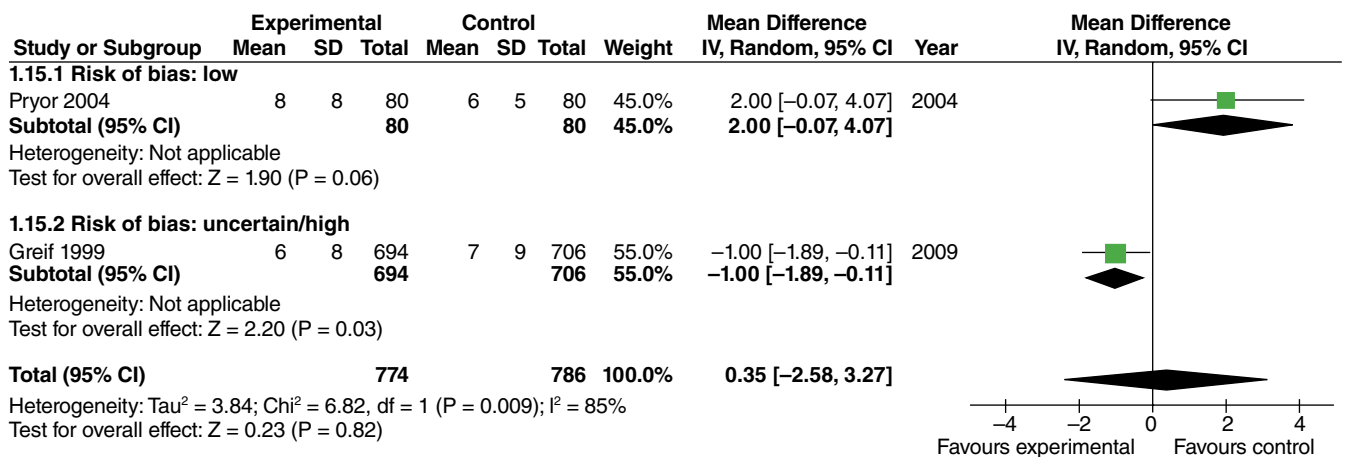 Experimental Control Mean Difference Mean Difference
Study or Subgroup Mean SD Total Mean SD Total Weight IV, Random, 95% CI Year IV, Random, 95% CI
1.15.1 Risk of bias: low
Pryor 2004 8 8 80 6 5 80 45.0% 2.00 [–0.07, 4.07] 2004
Subtotal (95% CI) 80 80 45.0% 2.00 [–0.07, 4.07]
Heterogeneity: Not applicable
Test for overall effect: Z = 1.90 (P = 0.06)
1.15.2 Risk of bias: uncertain/high
Greif 1999 6 8 694 7 9 706 55.0% –1.00 [–1.89, –0.11] 2009
Subtotal (95% CI) 694 706 55.0% –1.00 [–1.89, –0.11]
Heterogeneity: Not applicable
Test for overall effect: Z = 2.20 (P = 0.03)
Total (95% CI) 774 786 100.0% 0.35 [–2.58, 3.27]
Heterogeneity: Tau² = 3.84; Chi² = 6.82, df = 1 (P = 0.009); I² = 85%
Test for overall effect: Z = 0.23 (P = 0.82)
–4 –2 0 2 4
Favours experimental Favours control